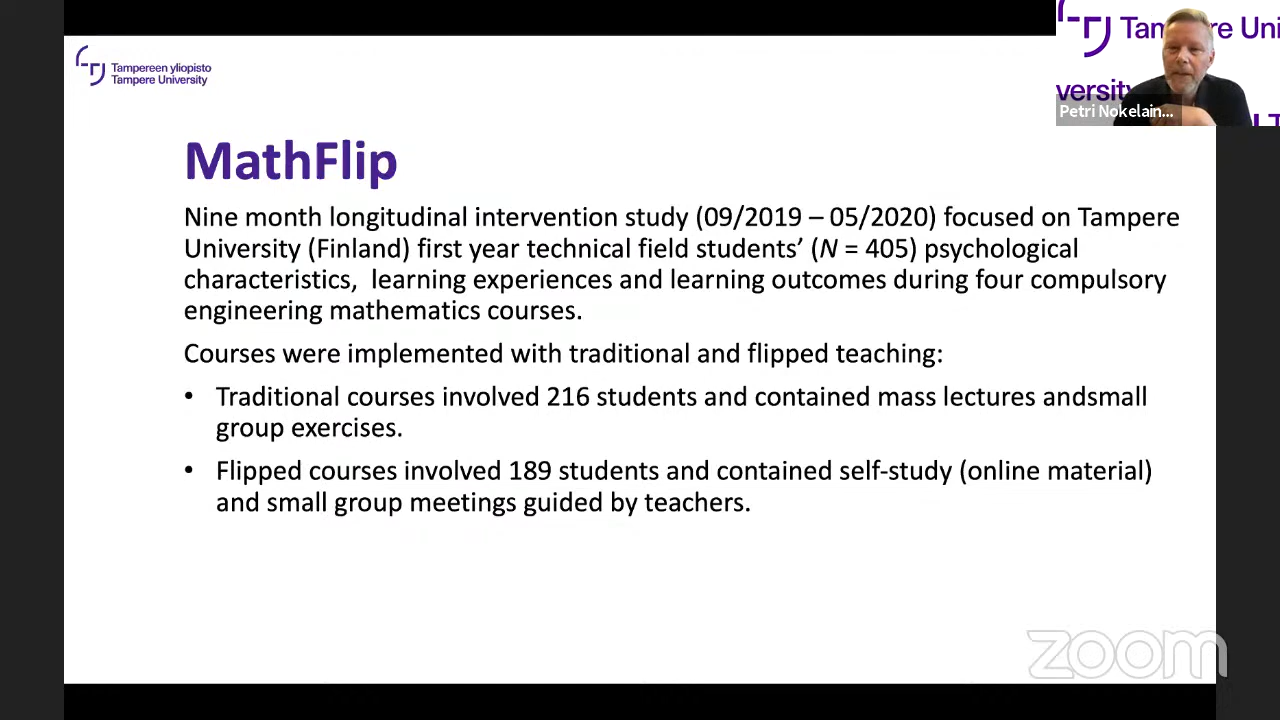 Tampereen yliopisto
Tampere University
Tam re Uni
versity
Petri Nokelain...
MathFlip
Nine month longitudinal intervention study (09/2019 – 05/2020) focused on Tampere
University (Finland) first year technical field students’ (N = 405) psychological
characteristics,  learning experiences and learning outcomes during four compulsory
engineering mathematics courses.
Courses were implemented with traditional and flipped teaching:
• Traditional courses involved 216 students and contained mass lectures andsmall
group exercises.
• Flipped courses involved 189 students and contained self-study (online material)
and small group meetings guided by teachers.
zoom